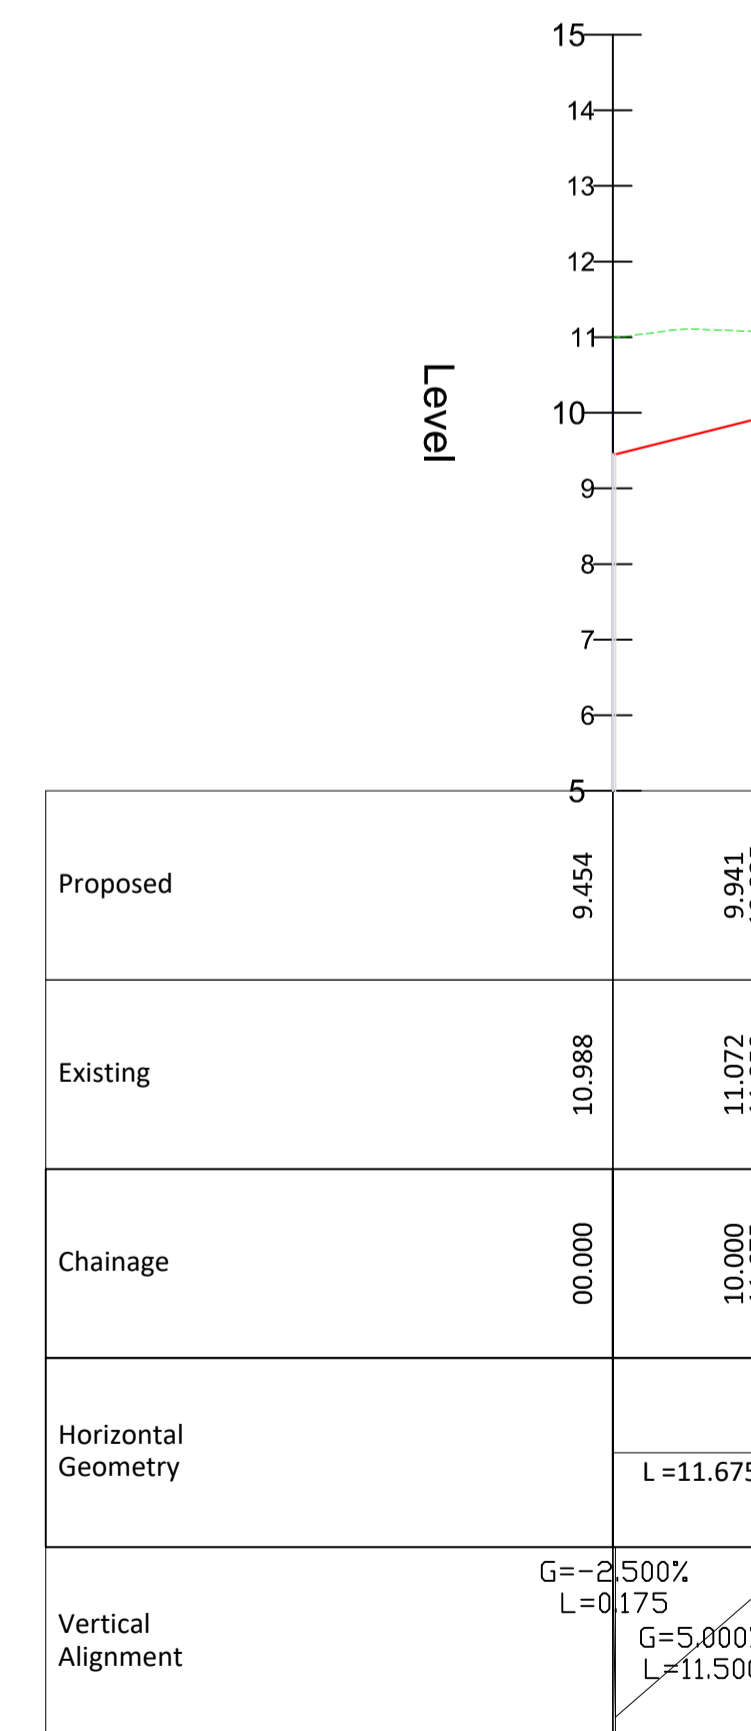 15
14
13
12
11
10
9
8
7
6
5
Level
Proposed
9.454
9.941
Existing
10.988
11.072
Chainage
00.000
10.000
Horizontal
Geometry
L =11.675
Vertical
Alignment
G=-2.500%
L=0.175
G=5.000%
L=11.500